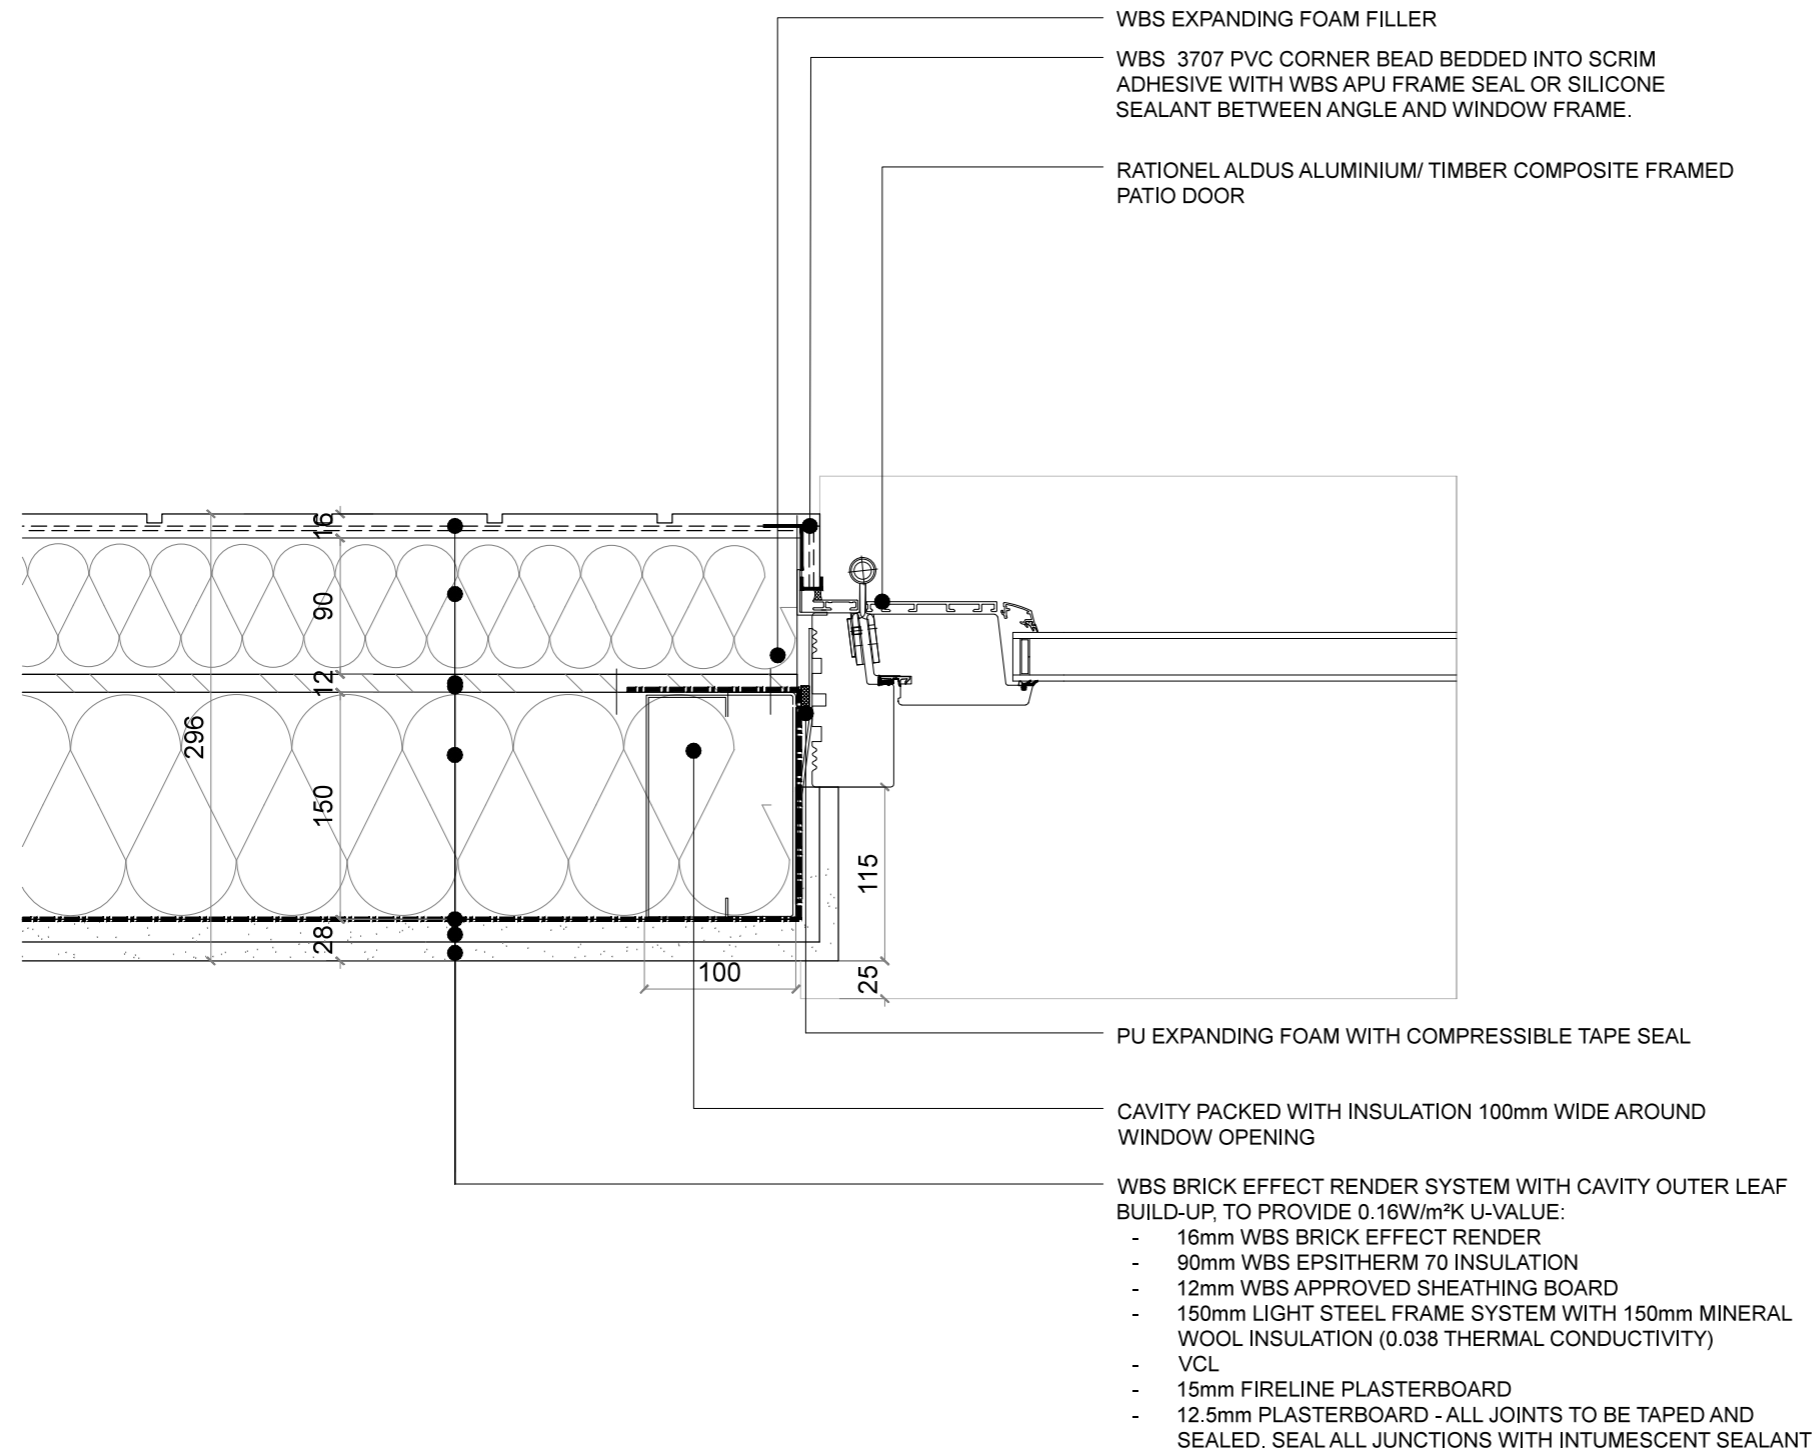 WBS EXPANDING FOAM FILLER
WBS 3707 PVC CORNER BEAD BEDDED INTO SCRIM
ADHESIVE WITH WBS APU FRAME SEAL OR SILICONE
SEALANT BETWEEN ANGLE AND WINDOW FRAME.
RATIONEL ALDUS ALUMINIUM/ TIMBER COMPOSITE FRAMED
PATIO DOOR
16
90
12
296
150
115
28
100
25
PU EXPANDING FOAM WITH COMPRESSIBLE TAPE SEAL
CAVITY PACKED WITH INSULATION 100mm WIDE AROUND
WINDOW OPENING
WBS BRICK EFFECT RENDER SYSTEM WITH CAVITY OUTER LEAF
BUILD-UP, TO PROVIDE 0.16W/m²K U-VALUE:
- 16mm WBS BRICK EFFECT RENDER
- 90mm WBS EPSITHERM 70 INSULATION
- 12mm WBS APPROVED SHEATHING BOARD
- 150mm LIGHT STEEL FRAME SYSTEM WITH 150mm MINERAL
WOOL INSULATION (0.038 THERMAL CONDUCTIVITY)
- VCL
- 15mm FIRELINE PLASTERBOARD
- 12.5mm PLASTERBOARD - ALL JOINTS TO BE TAPED AND
SEALED. SEAL ALL JUNCTIONS WITH INTUMESCENT SEALANT